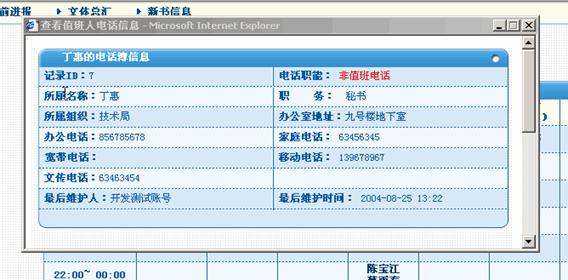 前进报 文体总汇 新书信息
查看值班人电话信息 - Microsoft Internet Explorer
丁惠的电话簿信息
记录ID：7 电话职能： 非值班电话
所属名称：丁惠 职 务： 秘书
所属组织：技术局 办公室地址：九号楼地下室
办公电话：856785678 家庭电话： 63456345
宽带电话： 移动电话： 139678967
文传电话：63463454
最后维护人：开发测试账号 最后维护时间： 2004-08-25 13:22
22:00~ 00:00 陈宝江